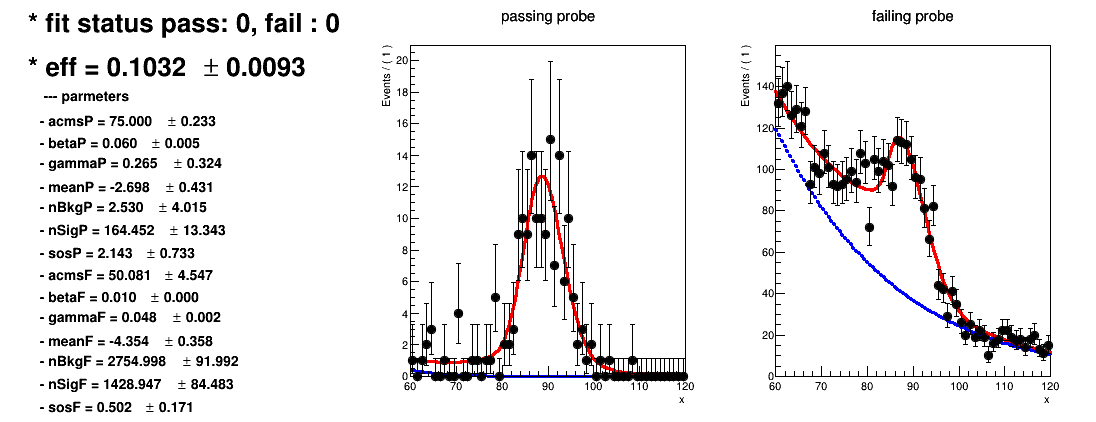 * fit status pass: 0, fail : 0
* eff = 0.1032 ± 0.0093
--- parmeters
- acmsP = 75.000 ± 0.233
- betaP = 0.060 ± 0.005
- gammaP = 0.265 ± 0.324
- meanP = -2.698 ± 0.431
- nBkgP = 2.530 ± 4.015
- nSigP = 164.452 ± 13.343
- sosP = 2.143 ± 0.733
- acmsF = 50.081 ± 4.547
- betaF = 0.010 ± 0.000
- gammaF = 0.048 ± 0.002
- meanF = -4.354 ± 0.358
- nBkgF = 2754.998 ± 91.992
- nSigF = 1428.947 ± 84.483
- sosF = 0.502 ± 0.171
passing probe
Events / ( 1 )
20
18
16
14
12
10
8
6
4
2
0
60 70 80 90 100 110 120
x
failing probe
Events / ( 1 )
140
120
100
80
60
40
20
0
60 70 80 90 100 110 120
x